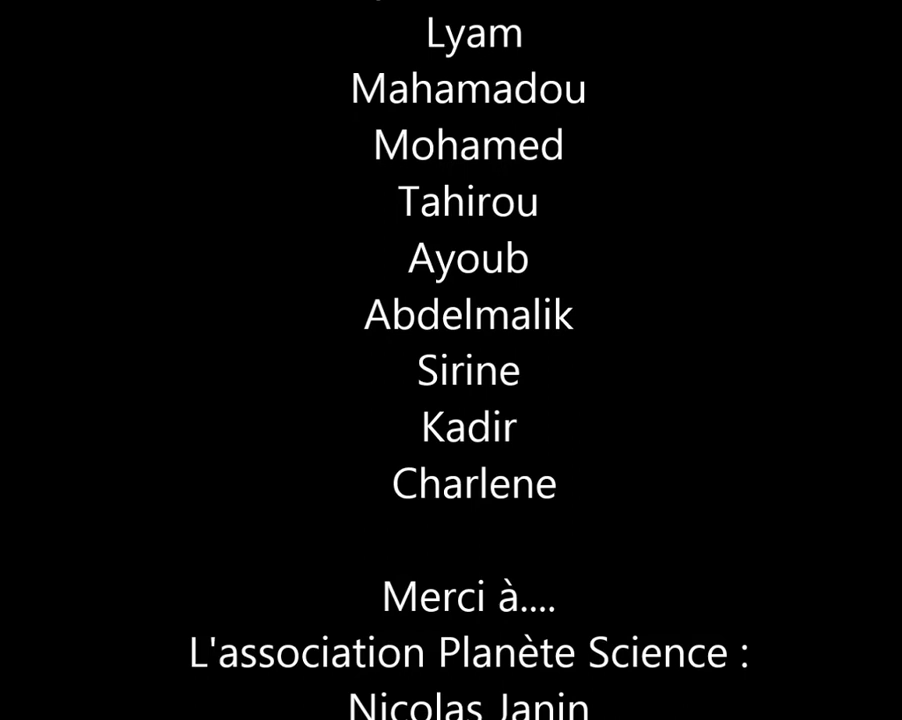 Lyam
Mahamadou
Mohamed
Tahirou
Ayoub
Abdelmalik
Sirine
Kadir
Charlene
Merci à....
L'association Planète Science :
Nicolas Janin